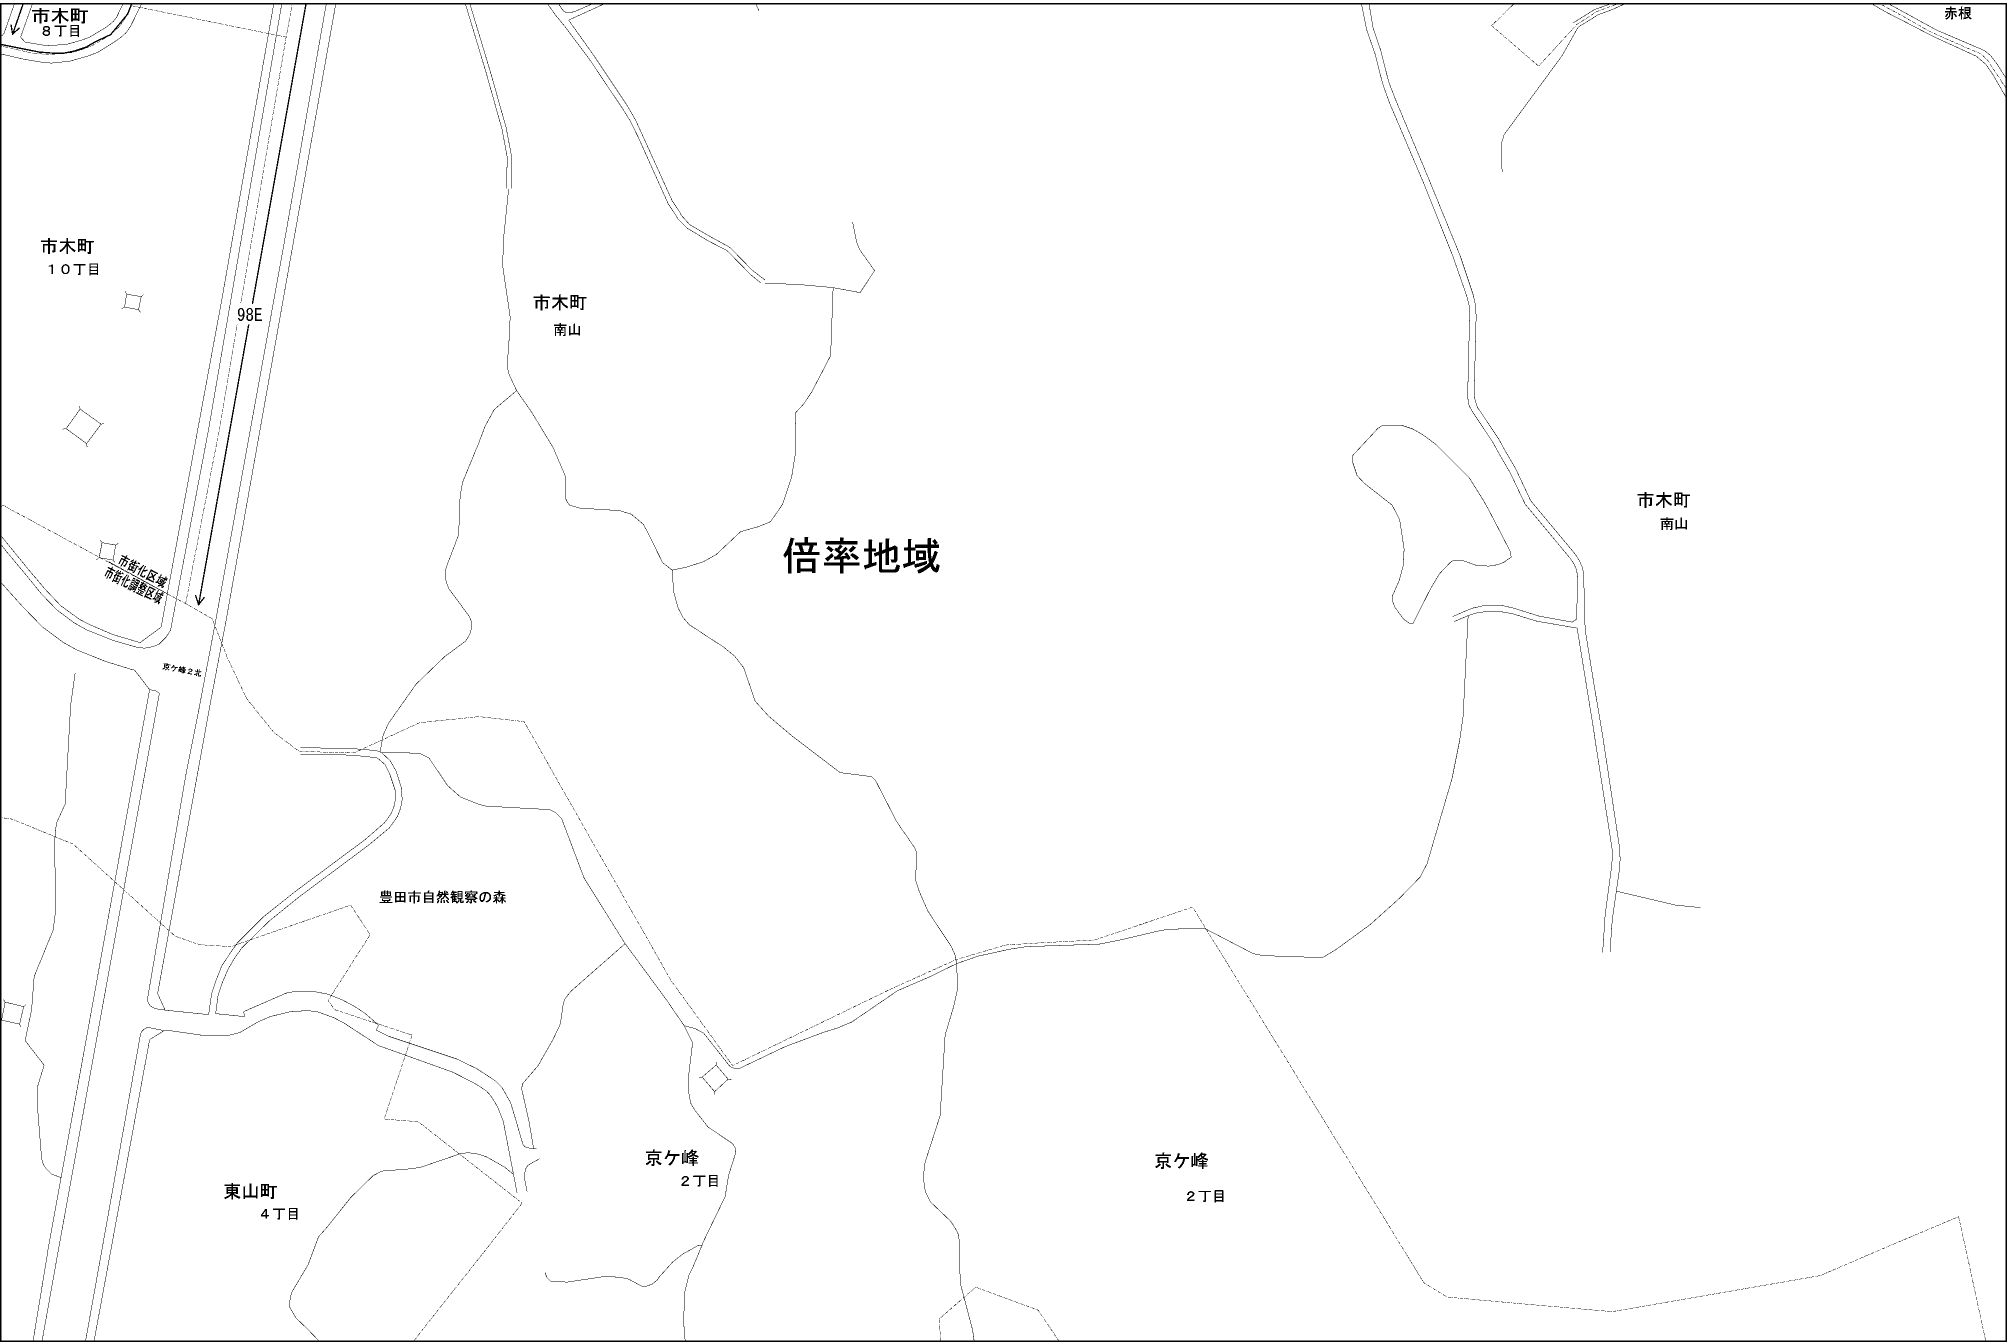 市木町
８丁目
赤根
市木町
１０丁目
98E
市木町
南山
市木町
南山
倍率地域
市街化区域
市街化調整区域
京ケ峰２北
豊田市自然観察の森
京ケ峰
２丁目
京ケ峰
２丁目
東山町
４丁目